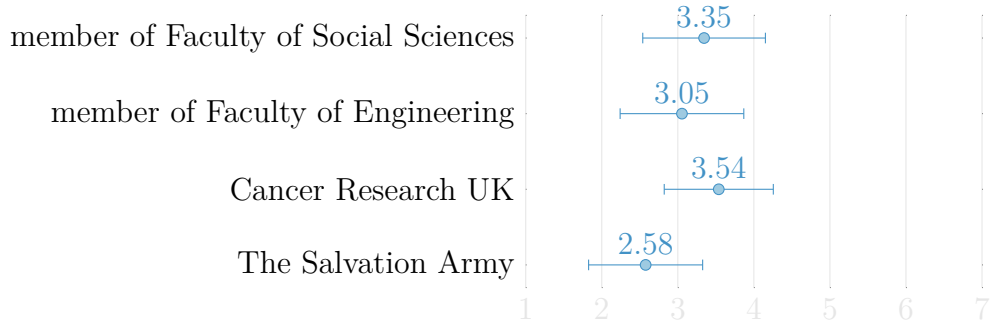 3.35
member of Faculty of Social Sciences
3.05
member of Faculty of Engineering
3.54
Cancer Research UK
2.58
The Salvation Army
1 2 3 4 5 6 7